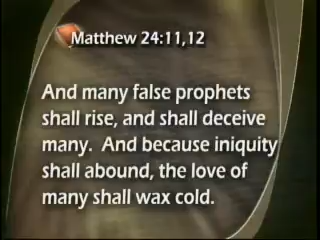 Matthew 24:11,12
And many false prophets
shall rise, and shall deceive
many. And because iniquity
shall abound, the love of
many shall wax cold.